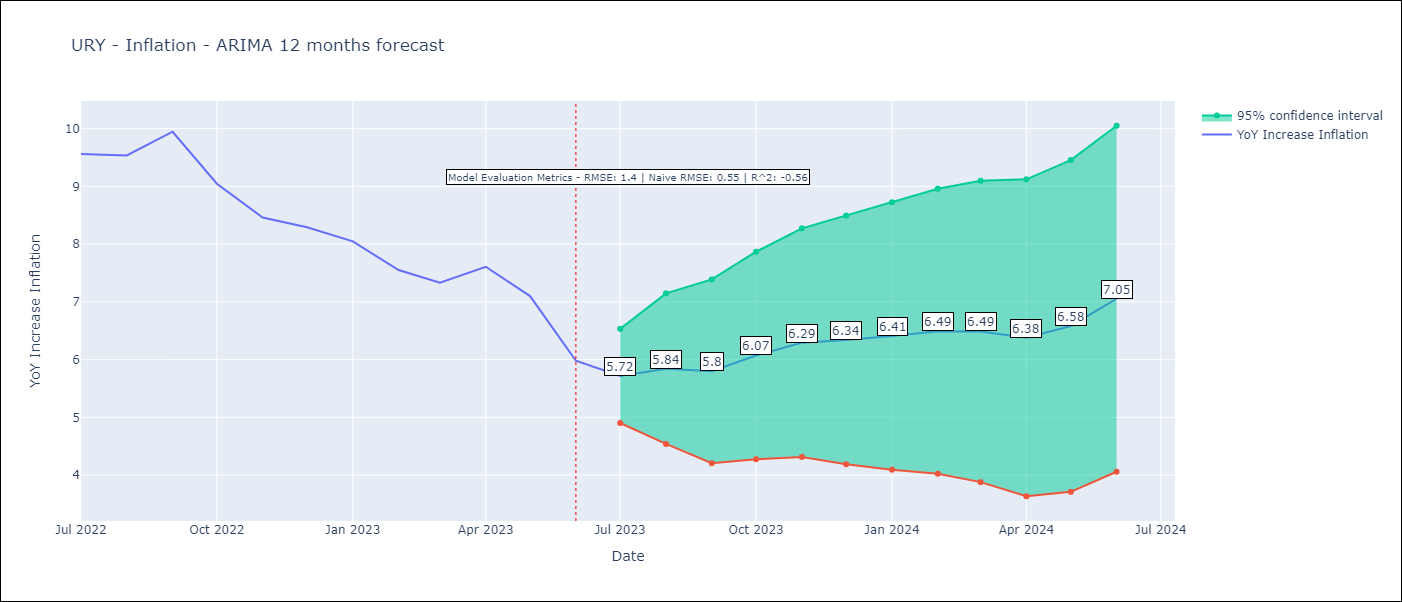 URY - Inflation - ARIMA 12 months forecast
95% confidence interval
YoY Increase Inflation
Model Evaluation Metrics - RMSE: 1.4 | Naive RMSE: 0.55 | R^2: -0.56
YoY Increase Inflation
10
9
8
7
6
5
4
5.72
5.84
5.8
6.07
6.29
6.34
6.41
6.49
6.49
6.38
6.58
7.05
Jul 2022
Oct 2022
Jan 2023
Apr 2023
Jul 2023
Oct 2023
Jan 2024
Apr 2024
Jul 2024
Date